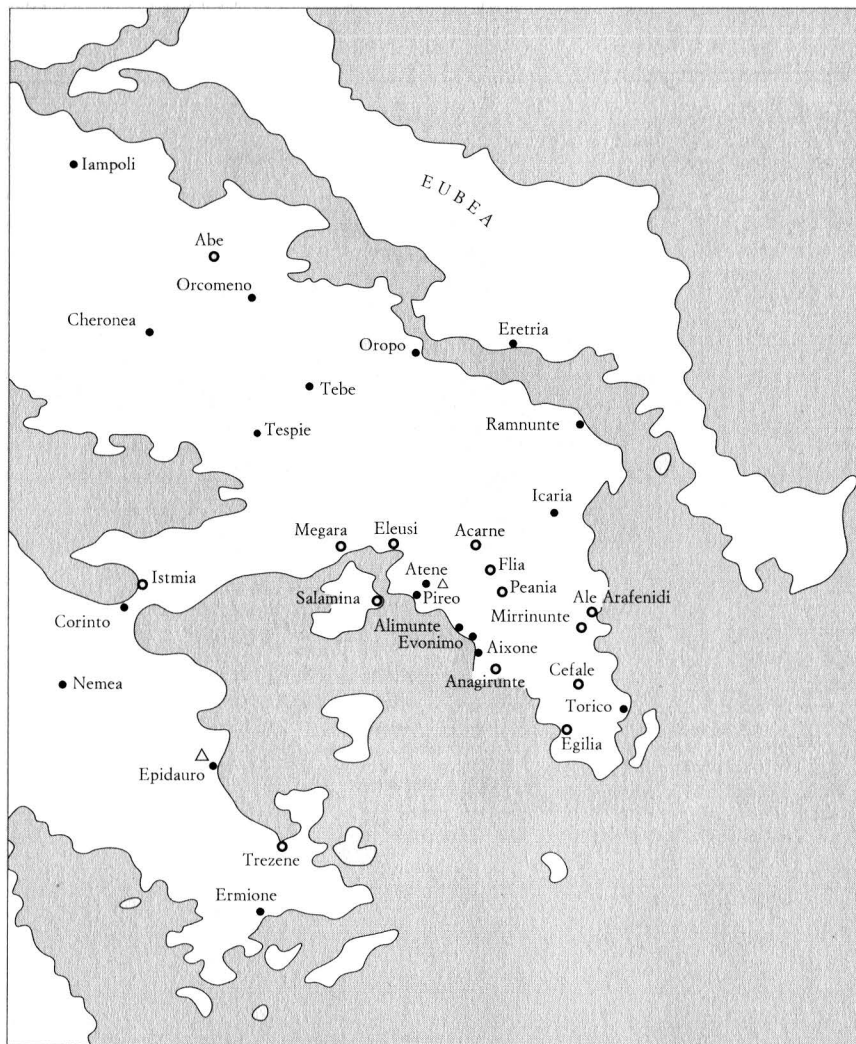 Iampoli
EUBEA
Abe
Orcomeno
Cheronea
Eretria
Oropo
Tebe
Ramnunte
Tespie
Icaria
Megara
Eleusi
Acarne
Flia
Atene
Istmia
Peania
Salamina
Pireo
Ale Arafenidi
Corinto
Mirrinunte
Alimunte
Evonimo
Aixone
Cefale
Anagirunte
Nemea
Torico
Egilia
Epidauro
Trezene
Ermione